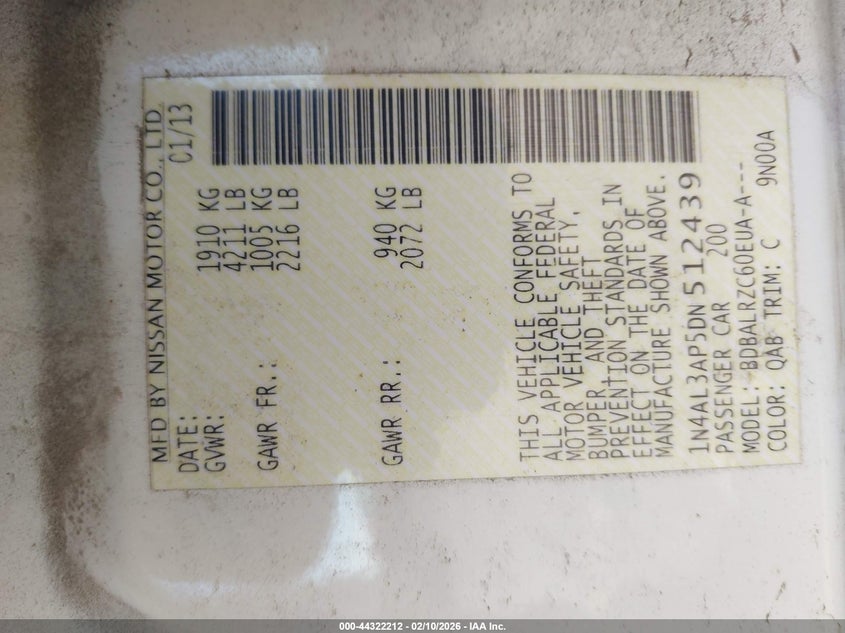 MFD BY NISSAN MOTOR CO., LTD.
DATE: C1/13
GVWR: 1910 KG
4211 LB
GAWR FR.: 1005 KG
2216 LB
GAWR RR.: 940 KG
2072 LB
THIS VEHICLE CONFORMS TO
ALL APPLICABLE FEDERAL
MOTOR VEHICLE SAFETY,
BUMPER, AND THEFT
PREVENTION STANDARDS IN
EFFECT ON THE DATE OF
MANUFACTURE SHOWN ABOVE.
1N4AL3AP5DN512439
PASSENGER CAR 200
MODEL: BDBALRZC60EUA-A----
COLOR: QAB TRIM: C 9N00A
000-44322212 - 02/10/2026 - IAA Inc.